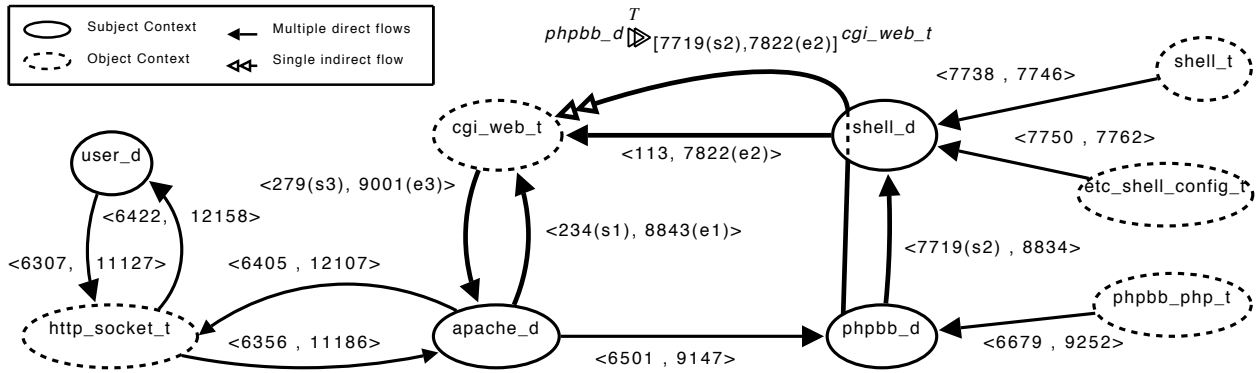 Subject Context
Multiple direct flows
Object Context
Single indirect flow
phpbb_d T [7719(s2),7822(e2)] cgi_web_t
<7738 , 7746>
shell_t
cgi_web_t
shell_d
user_d
<113, 7822(e2)>
<7750 , 7762>
<279(s3), 9001(e3)>
etc_shell_config_t
<6422, 12158>
<234(s1) , 8843(e1)>
<7719(s2) , 8834>
<6307, 11127>
<6405 , 12107>
phpbb_php_t
http_socket_t
apache_d
phpbb_d
<6356 , 11186>
<6501 , 9147>
<6679 , 9252>